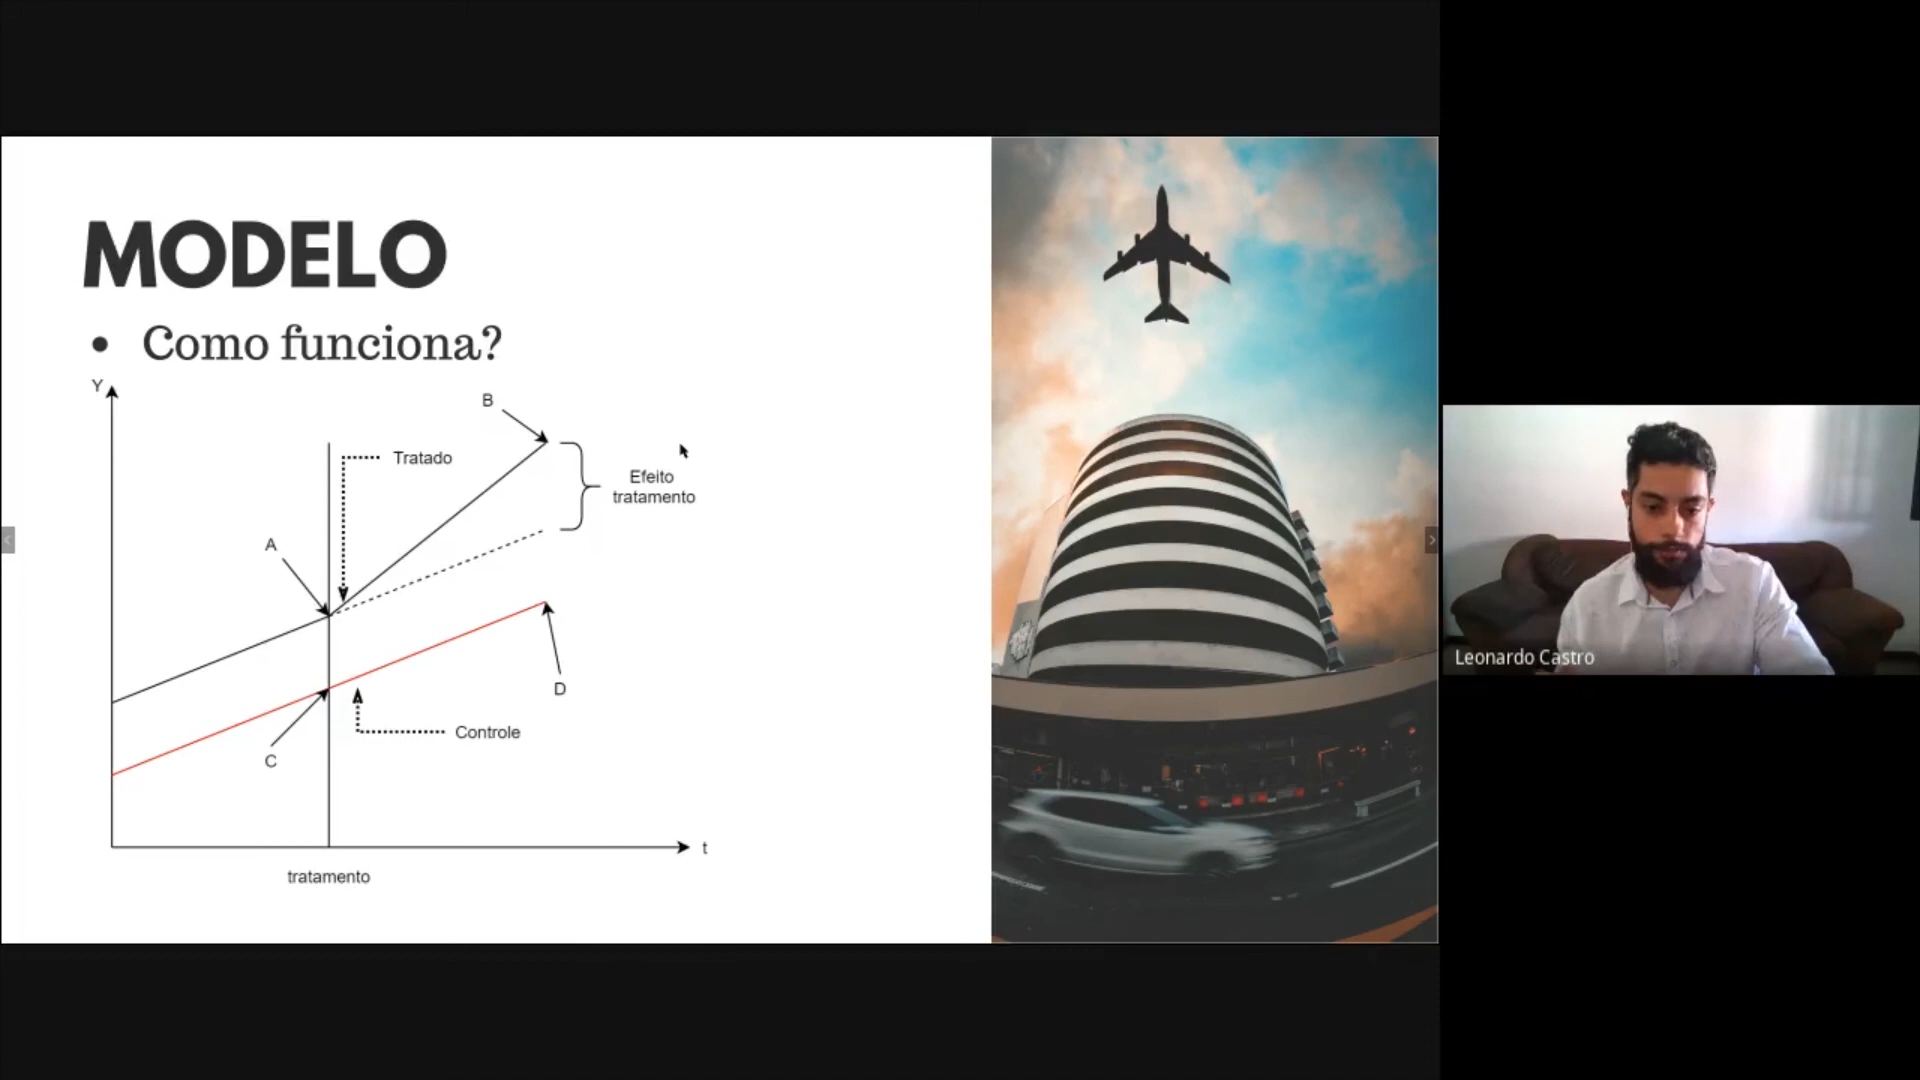 MODELO
• Como funciona?
Y
B
Tratado
Efeito
tratamento
A
D
Controle
C
t
tratamento
Leonardo Castro